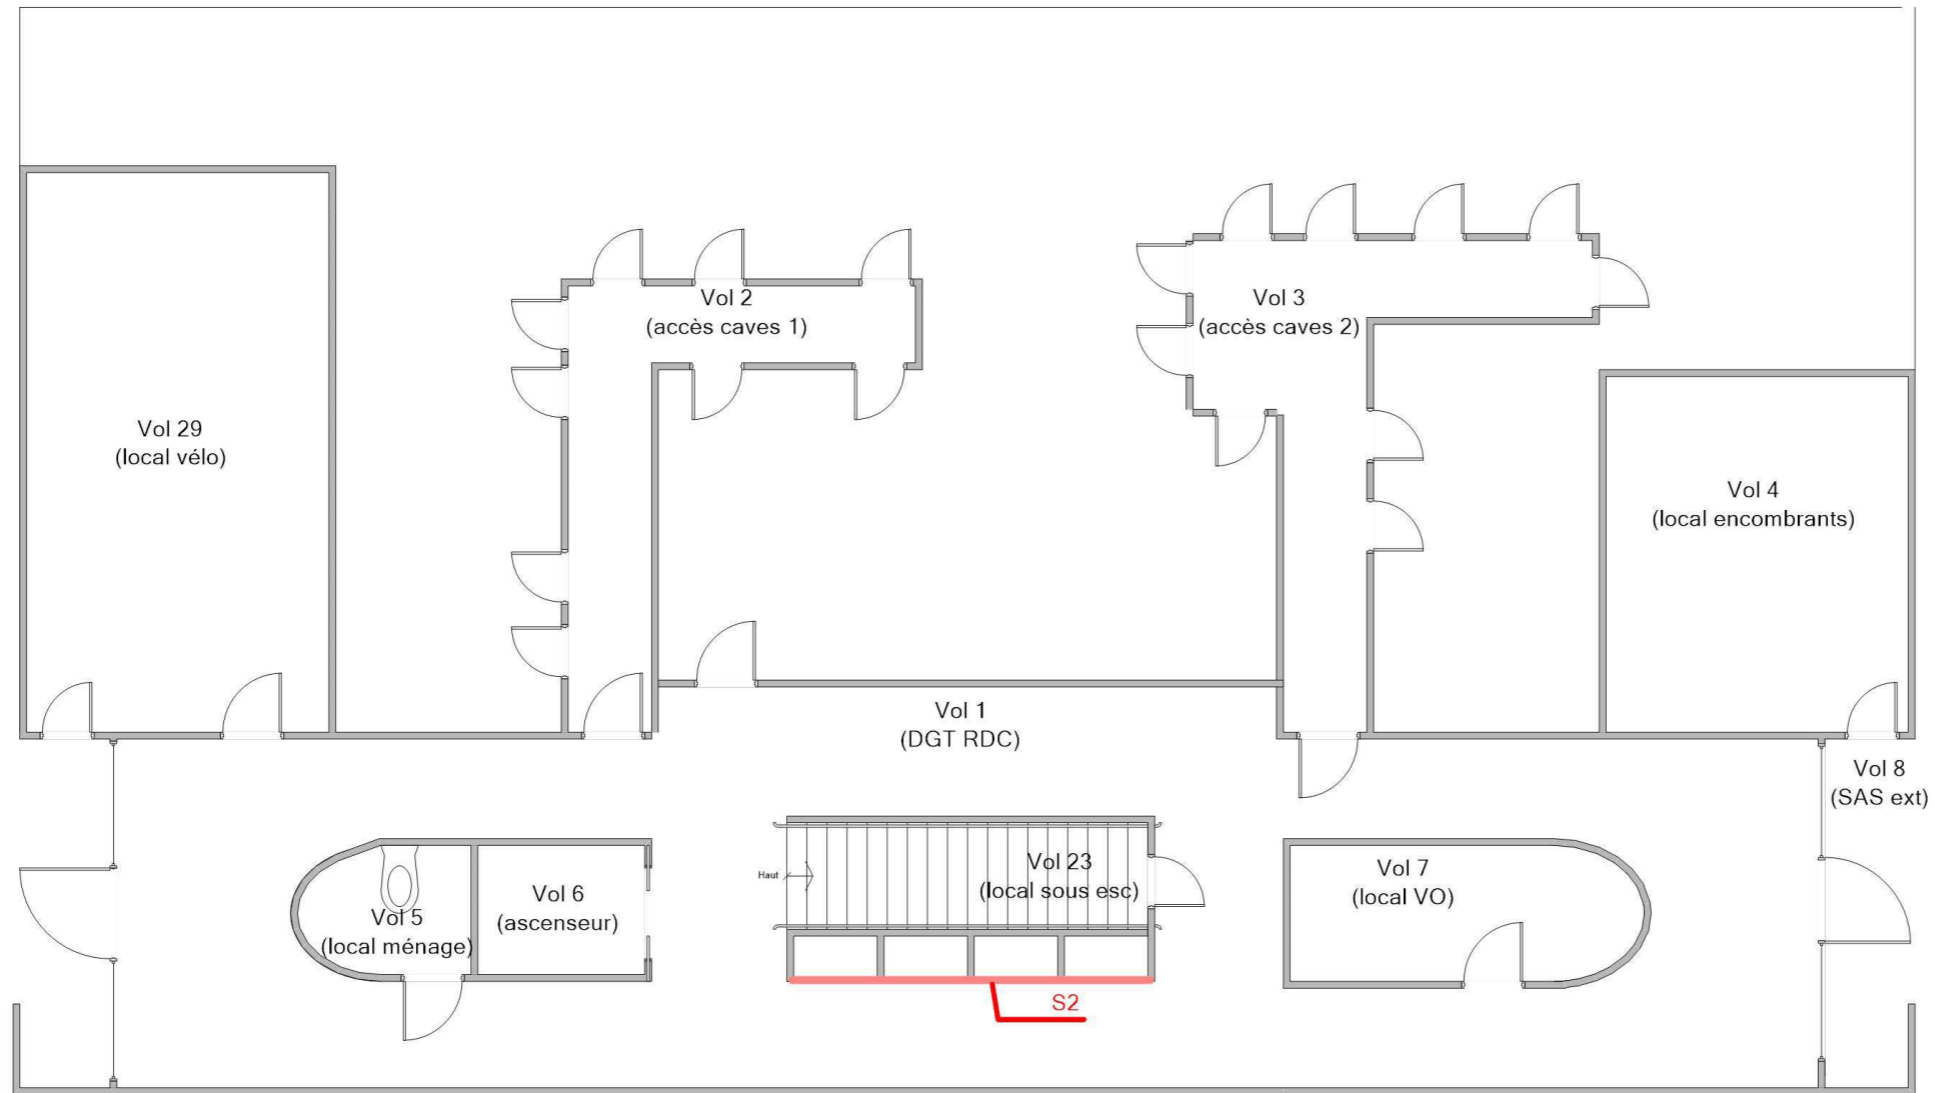 Vol 2
(accès caves 1)
Vol 3
(accès caves 2)
Vol 29
(local vélo)
Vol 4
(local encombrants)
Vol 1
(DGT RDC)
Vol 8
(SAS ext)
Haut
Vol 23
(local sous esc)
Vol 7
(local VO)
Vol 6
(ascenseur)
Vol 5
(local ménage)
S2